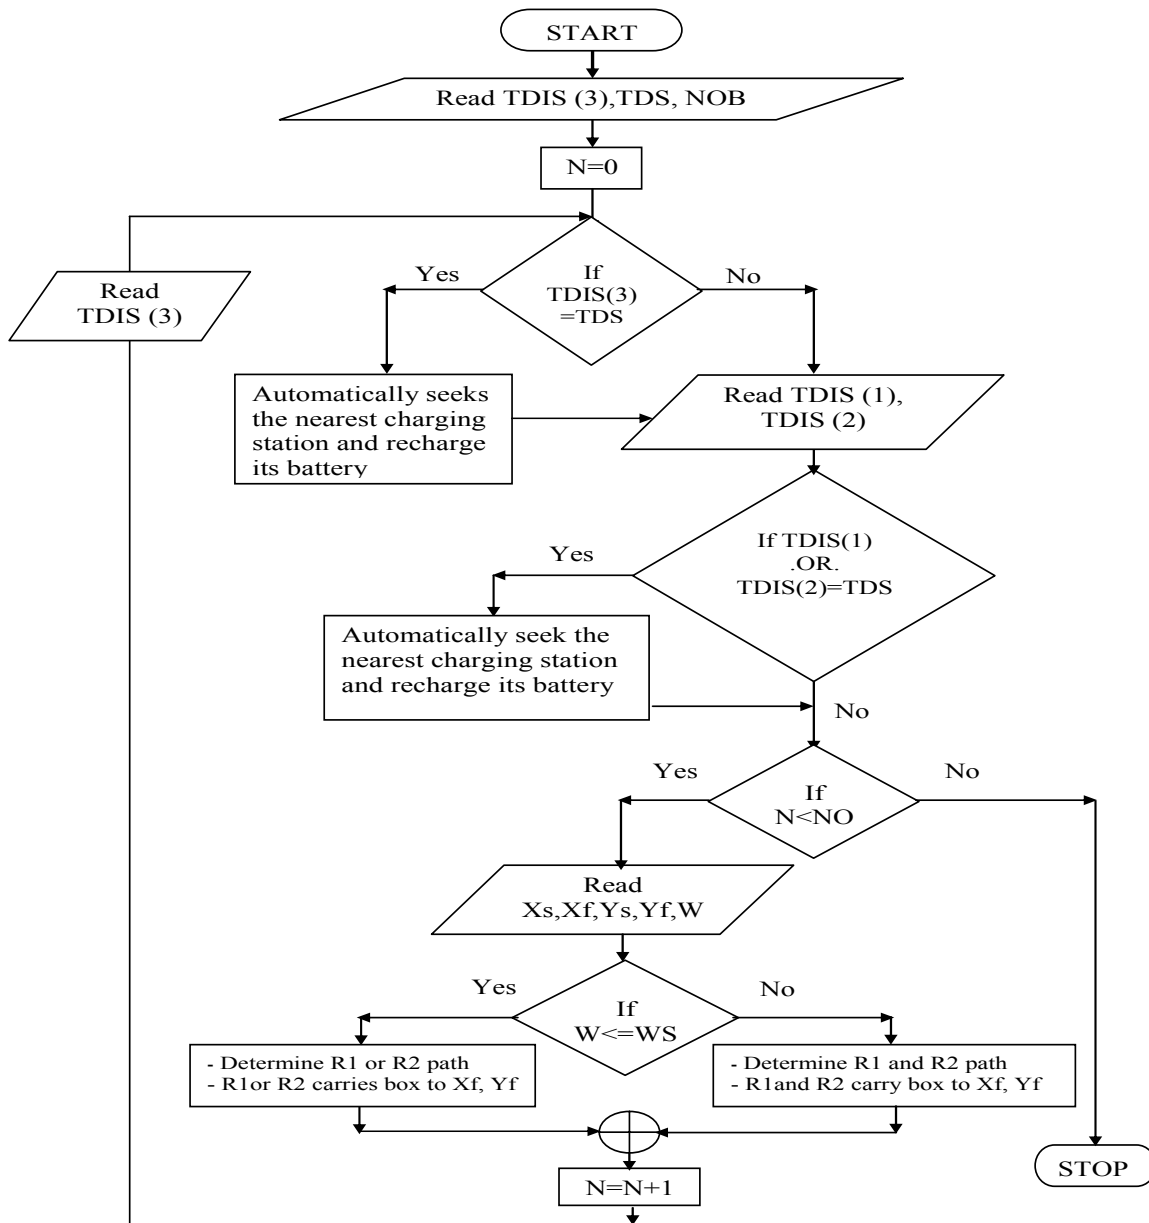 START
Read TDIS (3),TDS, NOB
N=0
Read
TDIS (3)
Yes
If
TDIS(3)
=TDS
No
Automatically seeks
the nearest charging
station and recharge
its battery
Read TDIS (1),
TDIS (2)
Yes
If TDIS(1)
.OR.
TDIS(2)=TDS
Automatically seek the
nearest charging station
and recharge its battery
No
Yes
If
N<NO
No
Read
Xs,Xf,Ys,Yf,W
Yes
If
W<=WS
No
- Determine R1 or R2 path
- R1or R2 carries box to Xf, Yf
- Determine R1 and R2 path
- R1and R2 carry box to Xf, Yf
N=N+1
STOP